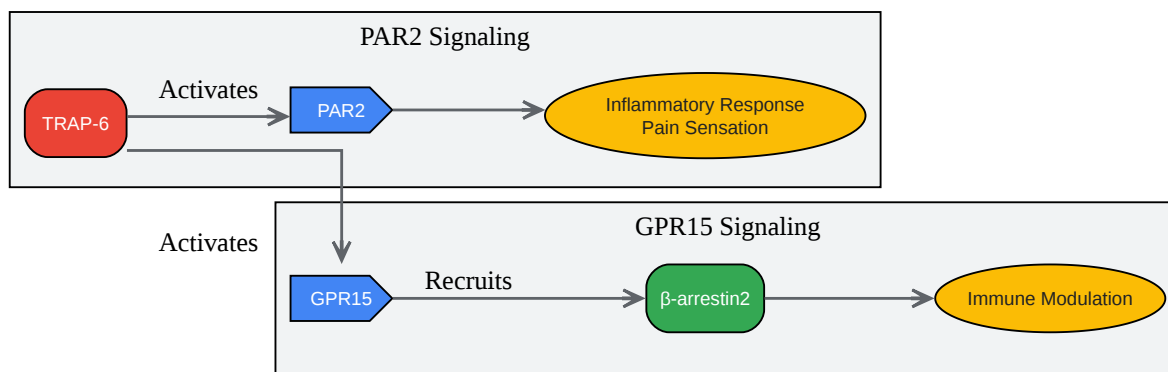 PAR2 Signaling
Activates
TRAP-6
PAR2
Inflammatory Response
Pain Sensation
GPR15 Signaling
Activates
GPR15
Recruits
β-arrestin2
Immune Modulation